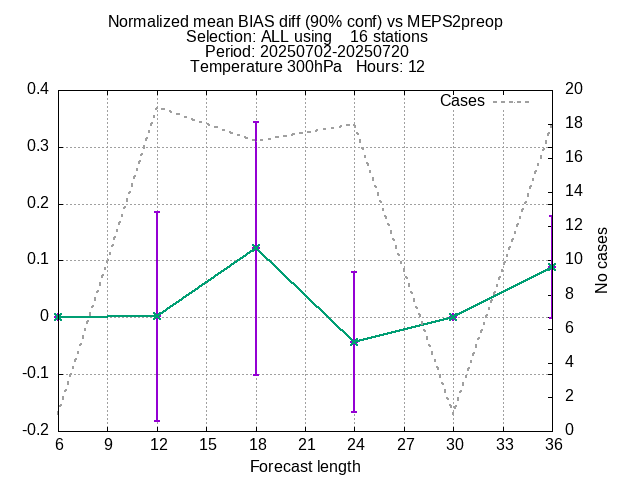 Normalized mean BIAS diff (90% conf) vs MEPS2preop
Selection: ALL using    16 stations
Period: 20250702-20250720
Temperature 300hPa   Hours: 12
Cases
0.4
0.3
0.2
0.1
0
-0.1
-0.2
20
18
16
14
12
10
8
6
4
2
0
No cases
6 9 12 15 18 21 24 27 30 33 36
Forecast length